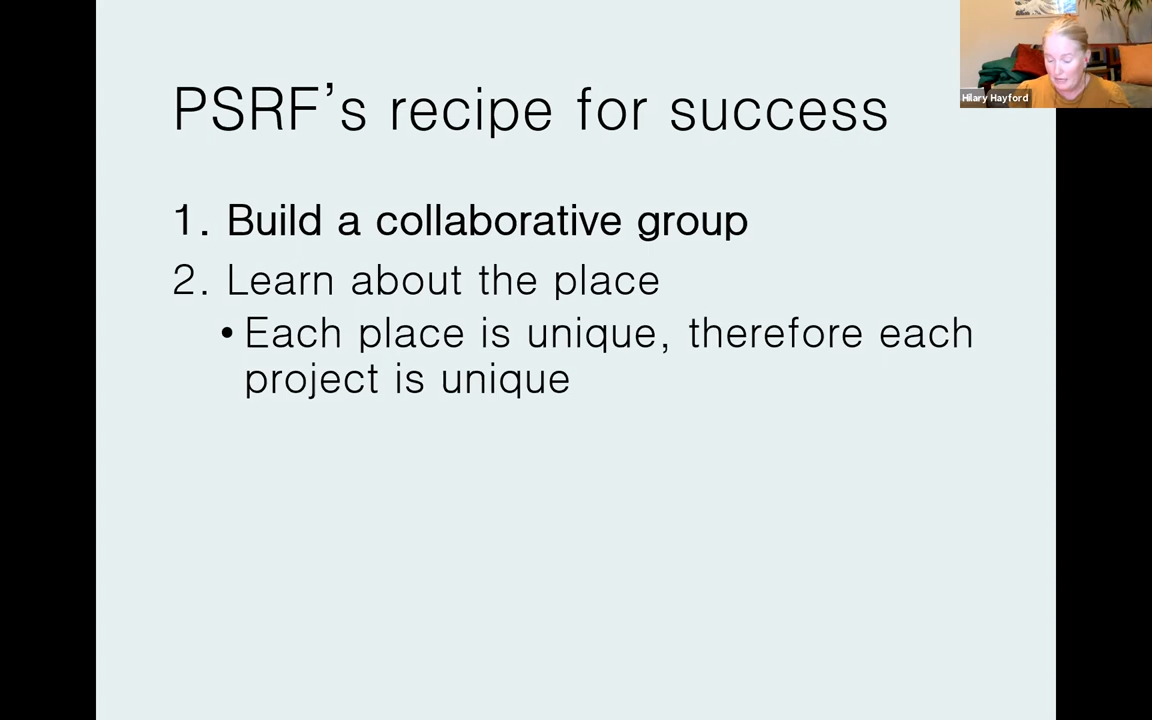 PSRF’s recipe for success
Hilary Hayford
1. Build a collaborative group
2. Learn about the place
• Each place is unique, therefore each
project is unique